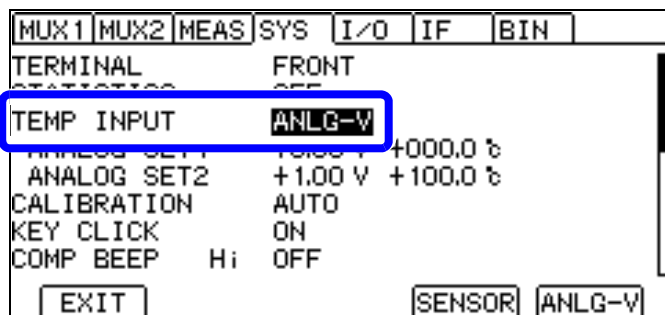 MUX1 MUX2 MEAS SYS I/O IF BIN
TERMINAL FRONT
TEMP INPUT ANLG-V
ANALOG SET2 +1.00 V +100.0 ℃
CALIBRATION AUTO
KEY CLICK ON
COMP BEEP Hi OFF
EXIT SENSOR ANLG-V